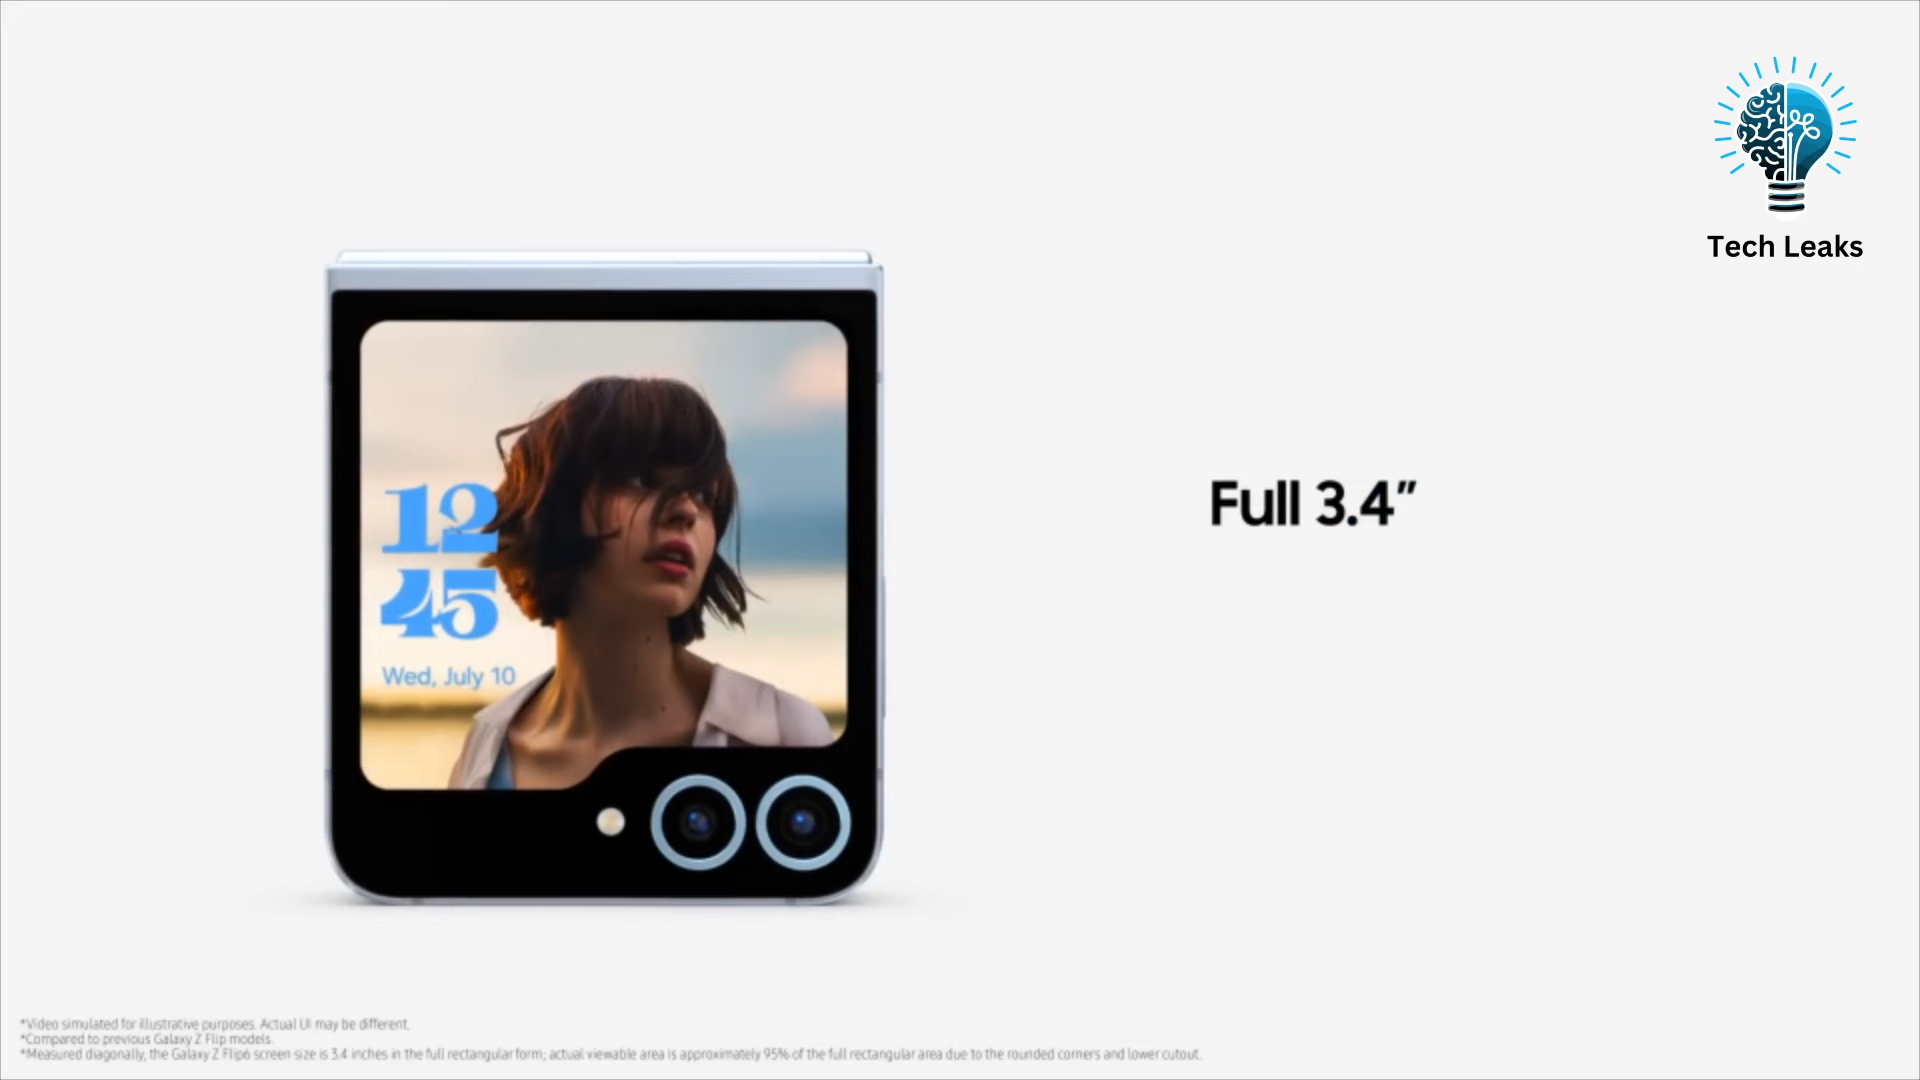 Tech Leaks
12
45
Wed, July 10
Full 3.4”
*Video simulated for illustrative purposes. Actual UI may be different.
*Compared to previous Galaxy Z Flip models.
*Measured diagonally, the Galaxy Z Flip6 screen size is 3.4 inches in the full rectangular form; actual viewable area is approximately 95% of the full rectangular area due to the rounded corners and lower cutout.